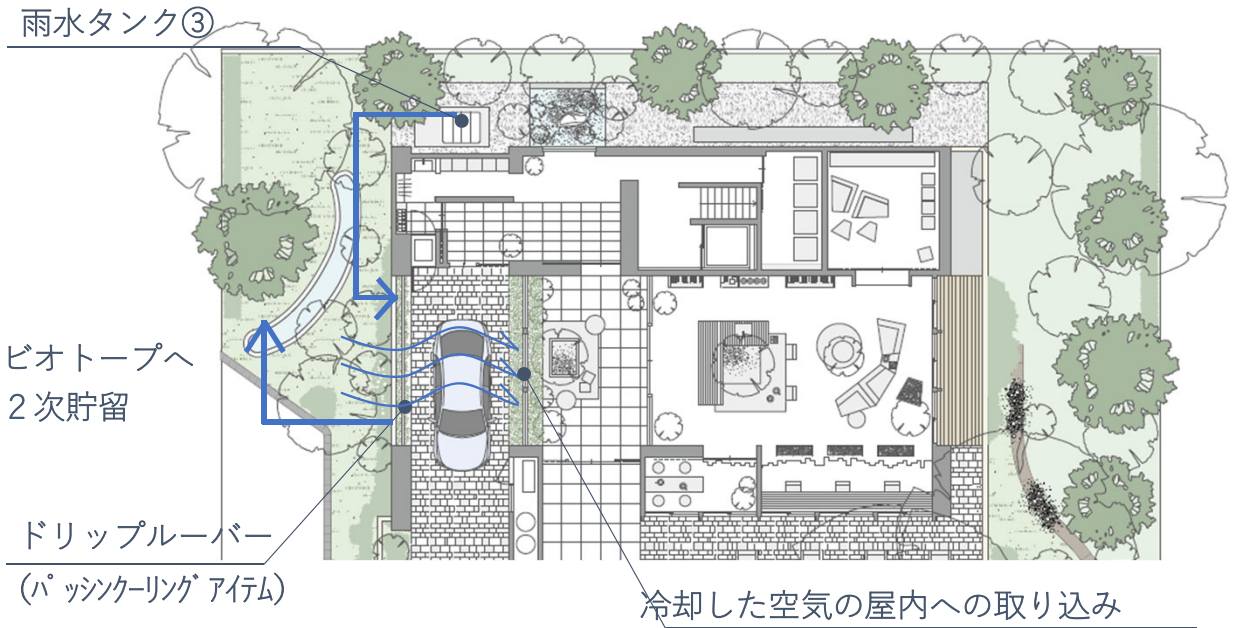 雨水タンク③
ビオトープへ
２次貯留
ドリップルーバー
(ﾊﾟｯｼﾝｸｰﾘﾝｸﾞｱｲﾃﾑ)
冷却した空気の屋内への取り込み